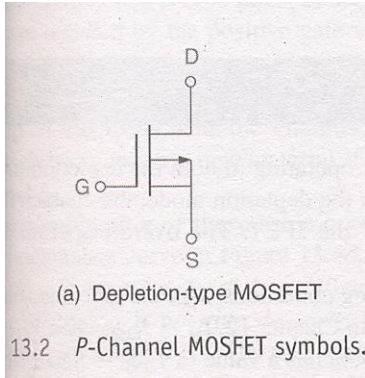 D
G
S
(a) Depletion-type MOSFET
13.2 P-Channel MOSFET symbols.